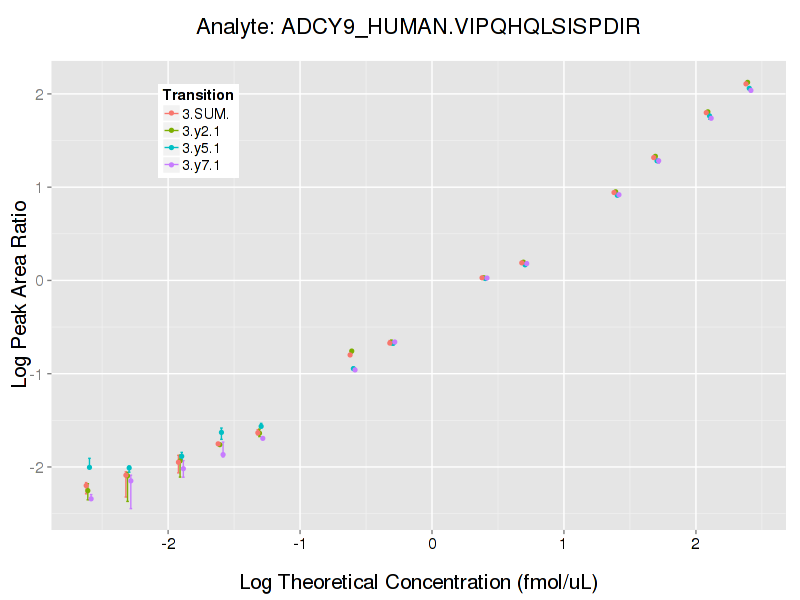 Analyte: ADCY9_HUMAN.VIPQHQLSISPDIR
Transition
3.SUM.
3.y2.1
3.y5.1
3.y7.1
Log Peak Area Ratio
2
1
0
-1
-2
-2
-1
0
1
2
Log Theoretical Concentration (fmol/uL)